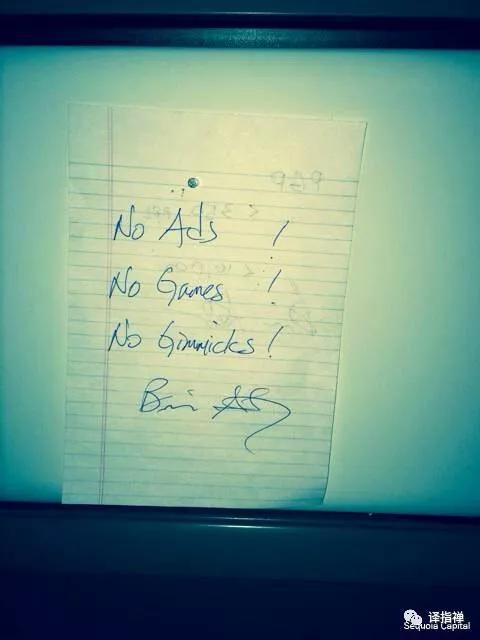 No Ads !
No Games !
No Gimmicks !
译指禅
Sequoia Capital